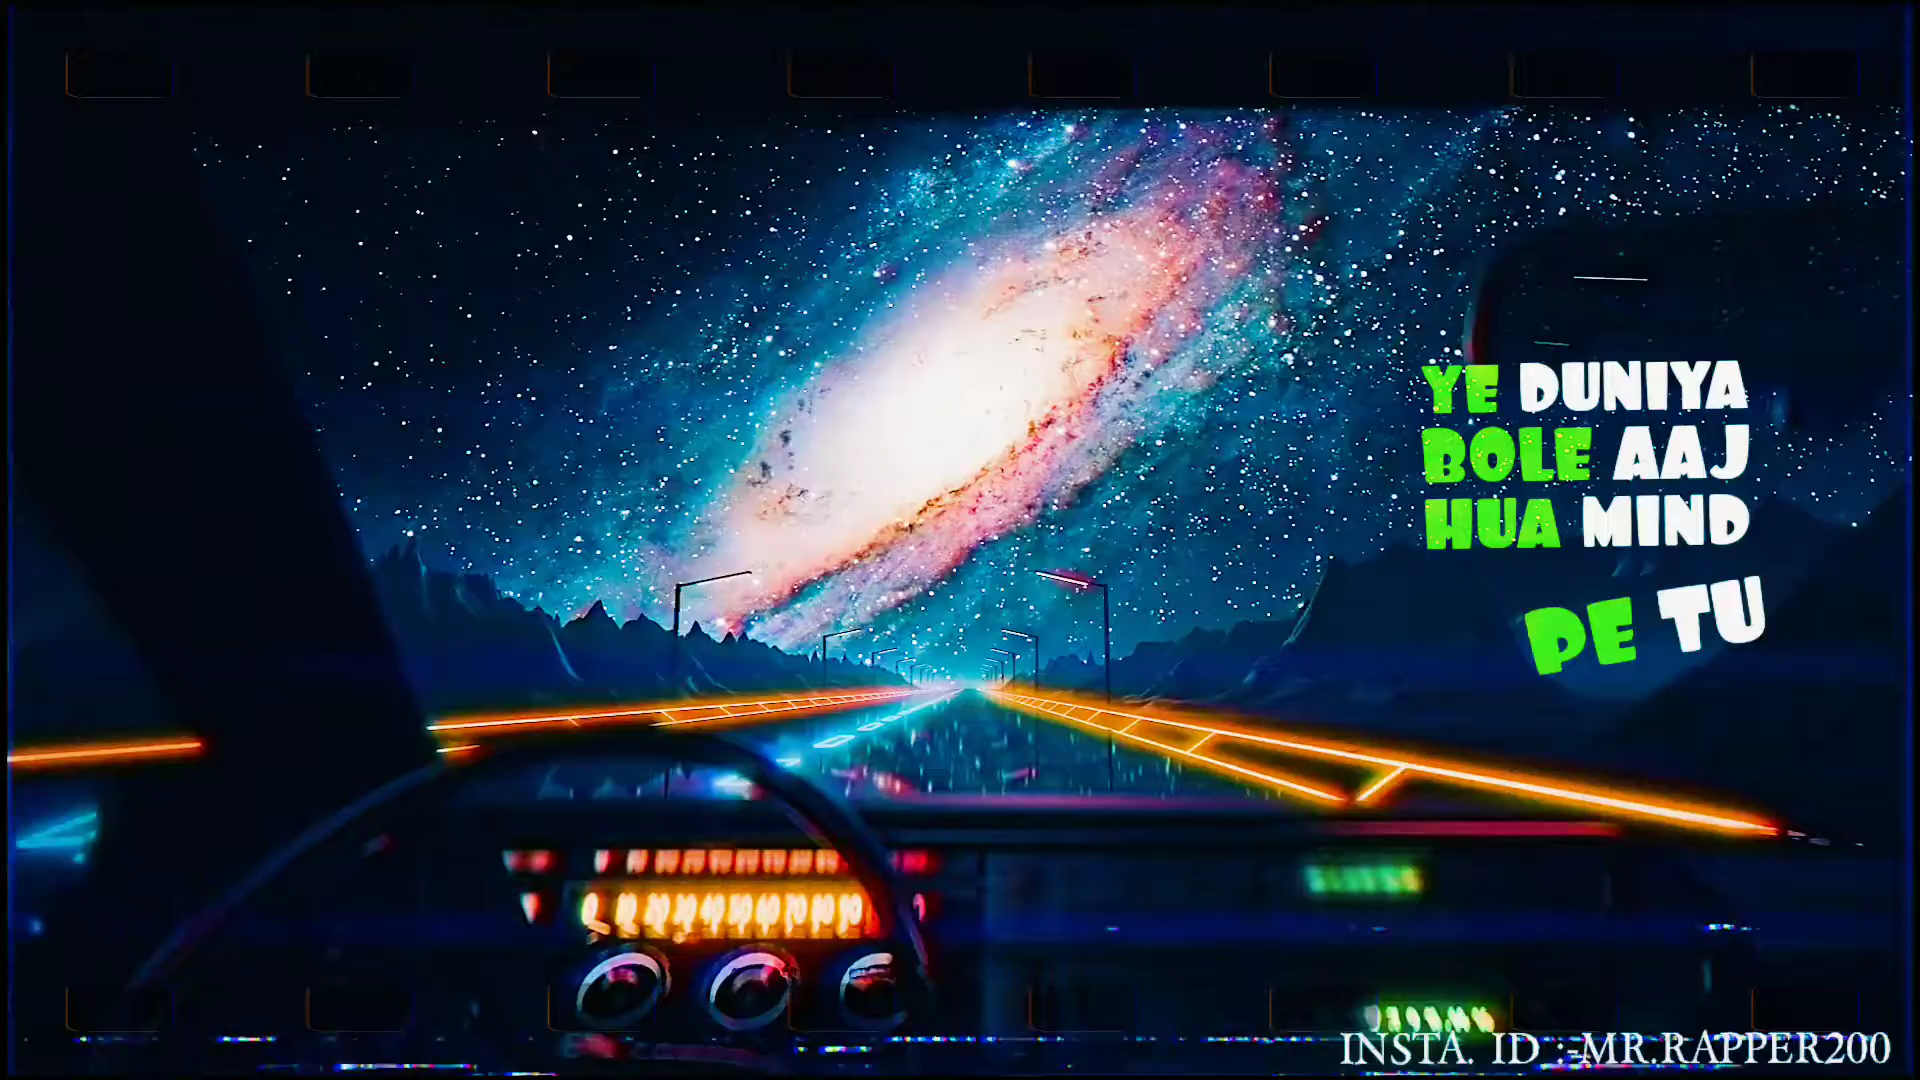 YE DUNIYA
BOLE AAJ
HUA MIND
PE TU
INSTA. ID :-MR.RAPPER200